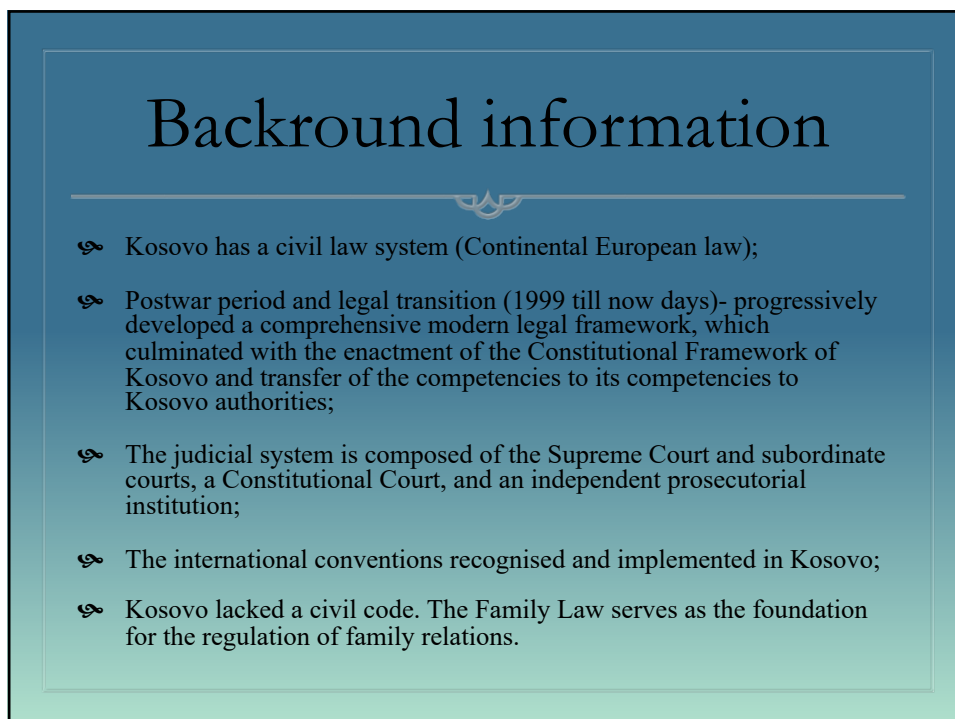 Backround information
Kosovo has a civil law system (Continental European law);
Postwar period and legal transition (1999 till now days)- progressively
developed a comprehensive modern legal framework, which
culminated with the enactment of the Constitutional Framework of
Kosovo and transfer of the competencies to its competencies to
Kosovo authorities;
The judicial system is composed of the Supreme Court and subordinate
courts, a Constitutional Court, and an independent prosecutorial
institution;
The international conventions recognised and implemented in Kosovo;
Kosovo lacked a civil code. The Family Law serves as the foundation
for the regulation of family relations.